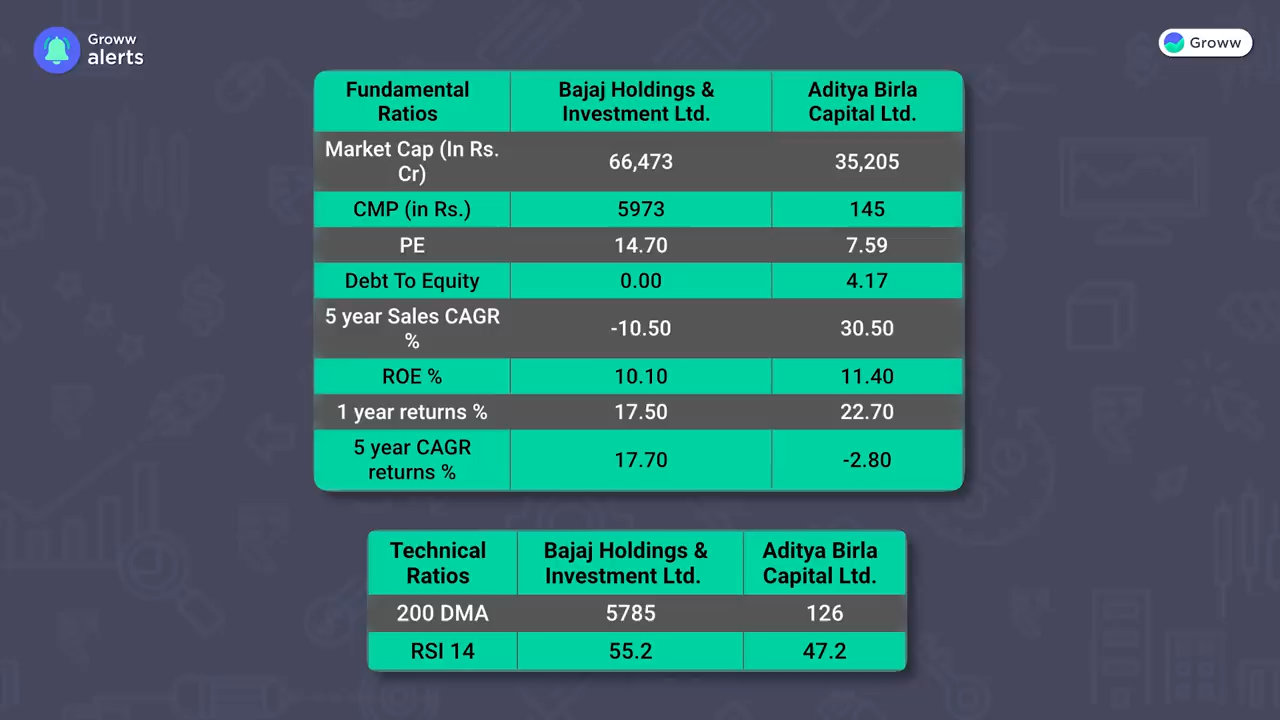 Groww
alerts
Groww
Fundamental
Ratios
Bajaj Holdings &
Investment Ltd.
Aditya Birla
Capital Ltd.
Market Cap (In Rs.
Cr)
66,473
35,205
CMP (in Rs.)
5973
145
PE
14.70
7.59
Debt To Equity
0.00
4.17
5 year Sales CAGR
%
-10.50
30.50
ROE %
10.10
11.40
1 year returns %
17.50
22.70
5 year CAGR
returns %
17.70
-2.80
Technical
Ratios
Bajaj Holdings &
Investment Ltd.
Aditya Birla
Capital Ltd.
200 DMA
5785
126
RSI 14
55.2
47.2